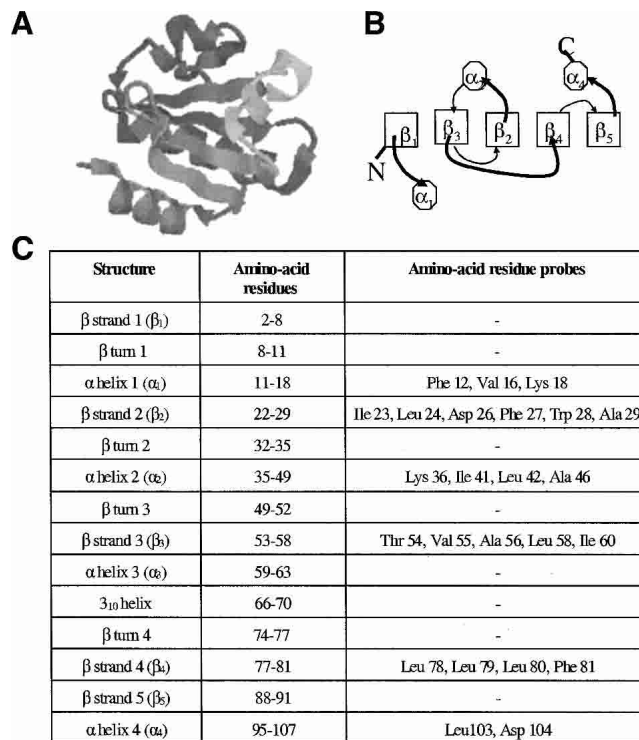 A
B
C
α
α4
β1
β3
β2
β4
β5
N
α1
C
Structure Amino-acid residues Amino-acid residue probes
β strand 1 (β1) 2-8 -
β turn 1 8-11 -
α helix 1 (α1) 11-18 Phe 12, Val 16, Lys 18
β strand 2 (β2) 22-29 Ile 23, Leu 24, Asp 26, Phe 27, Trp 28, Ala 29
β turn 2 32-35 -
α helix 2 (α2) 35-49 Lys 36, Ile 41, Leu 42, Ala 46
β turn 3 49-52 -
β strand 3 (β3) 53-58 Thr 54, Val 55, Ala 56, Leu 58, Ile 60
α helix 3 (α3) 59-63 -
310 helix 66-70 -
β turn 4 74-77 -
β strand 4 (β4) 77-81 Leu 78, Leu 79, Leu 80, Phe 81
β strand 5 (β5) 88-91 -
α helix 4 (α4) 95-107 Leu103, Asp 104